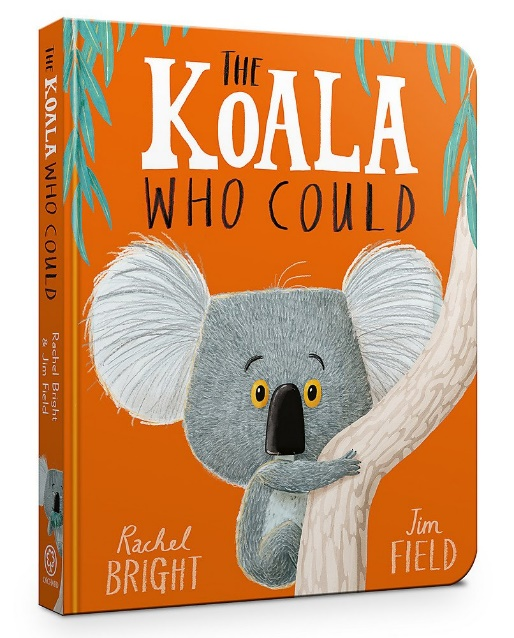 THE
KOALA
WHO COULD
Rachel
BRIGHT
Jim
FIELD
THE KOALA WHO COULD
Rachel Bright
& Jim Field